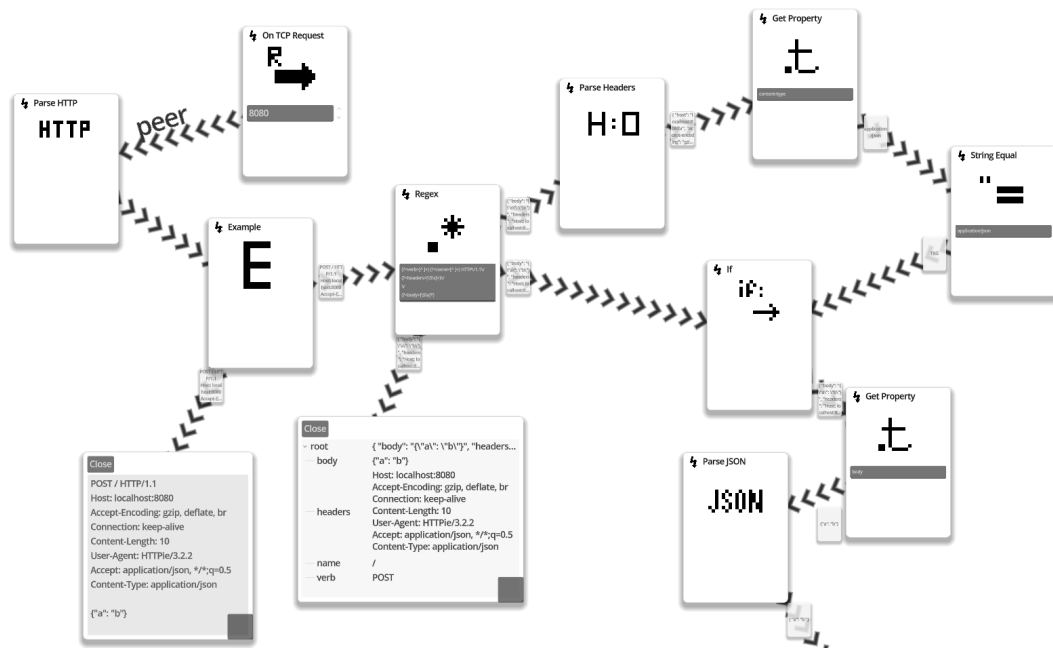 On TCP Request
R
8080
Parse HTTP
HTTP
peer
Example
E
Regex
.*
Parse Headers
H:
Get Property
.t
content-type
application/json
String Equal
"=
application/json
If
if:
Get Property
.t
body
Parse JSON
JSON
Close
POST / HTTP/1.1
Host: localhost:8080
Accept-Encoding: gzip, deflate, br
Connection: keep-alive
Content-Length: 10
User-Agent: HTTPie/3.2.2
Accept: application/json, */*;q=0.5
Content-Type: application/json
{"a": "b"}
Close
root { "body": "{\"a\": \"b\"}", "headers...
body {"a": "b"}
Host: localhost:8080
Accept-Encoding: gzip, deflate, br
Connection: keep-alive
headers Content-Length: 10
User-Agent: HTTPie/3.2.2
Accept: application/json, */*;q=0.5
Content-Type: application/json
name /
verb POST